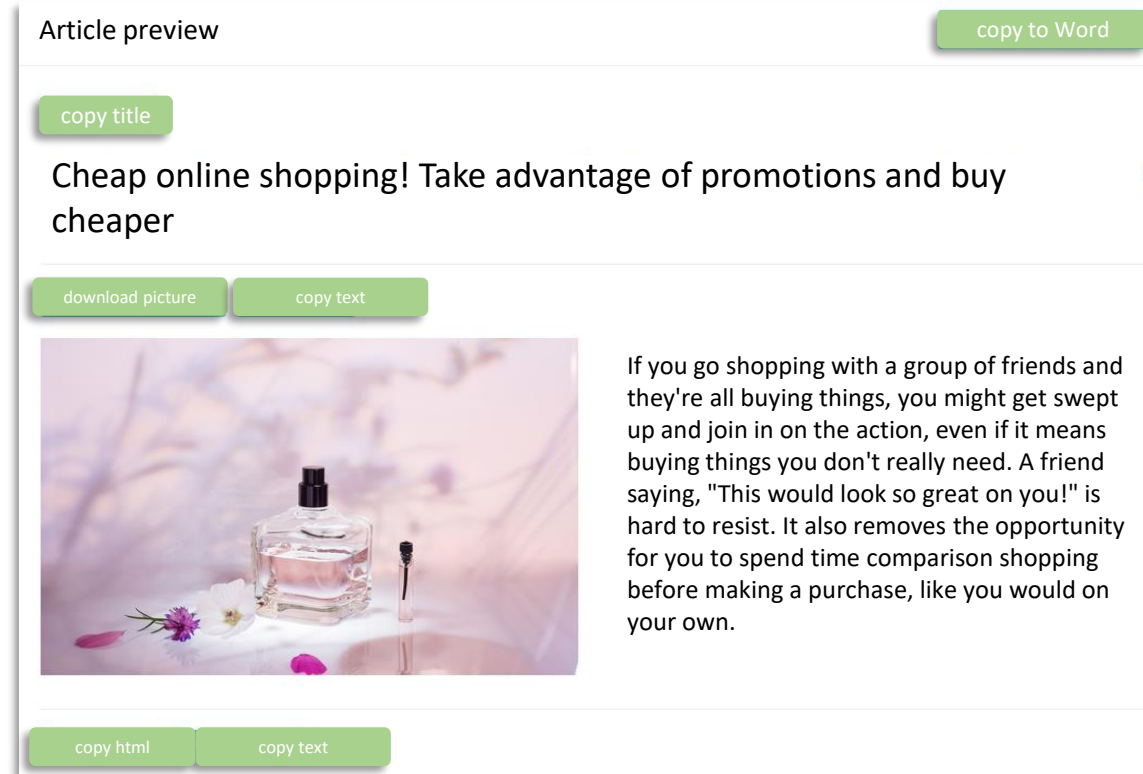 Article preview
copy to Word
copy title
Cheap online shopping! Take advantage of promotions and buy
cheaper
download picture
copy text
If you go shopping with a group of friends and
they're all buying things, you might get swept
up and join in on the action, even if it means
buying things you don't really need. A friend
saying, "This would look so great on you!" is
hard to resist. It also removes the opportunity
for you to spend time comparison shopping
before making a purchase, like you would on
your own.
copy html
copy text